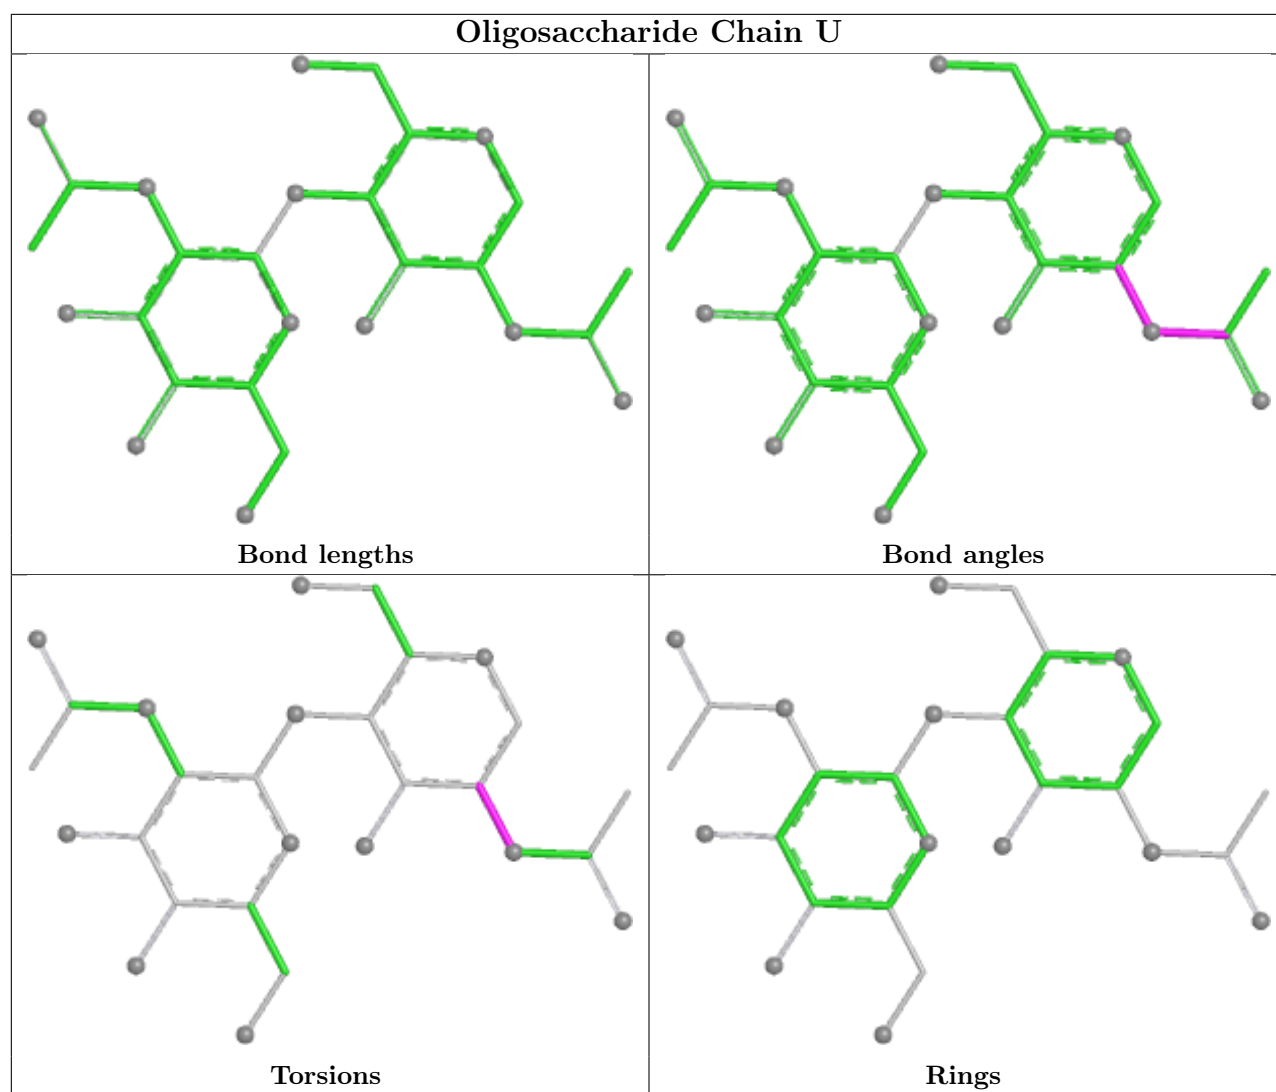 Oligosaccharide Chain U
Bond lengths
Bond angles
Torsions
Rings